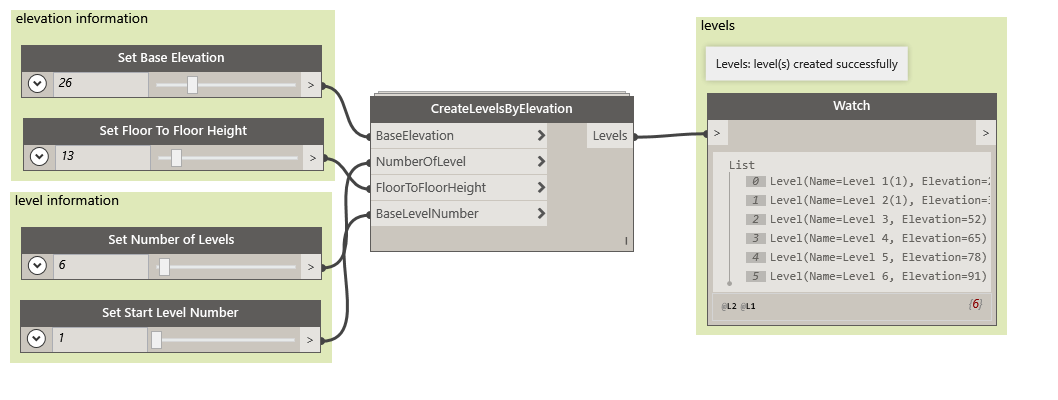 elevation information
Set Base Elevation
26
>
Set Floor To Floor Height
13
>
level information
Set Number of Levels
6
>
Set Start Level Number
1
>
CreateLevelsByElevation
BaseElevation
Levels
NumberOfLevel
FloorToFloorHeight
BaseLevelNumber
l
levels
Levels: level(s) created successfully
Watch
> >
List
0 Level(Name=Level 1(1), Elevation=
1 Level(Name=Level 2(1), Elevation=
2 Level(Name=Level 3, Elevation=52)
3 Level(Name=Level 4, Elevation=65)
4 Level(Name=Level 5, Elevation=78)
5 Level(Name=Level 6, Elevation=91)
@L2 @L1 {6}